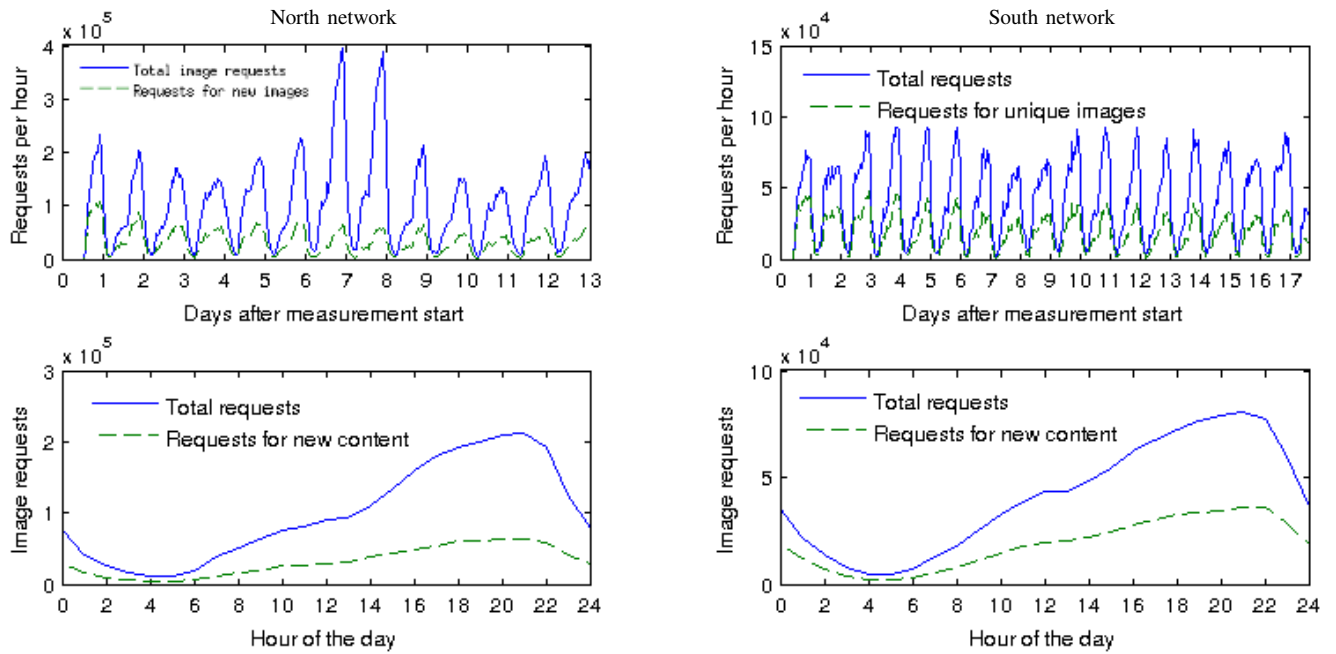 North network
x 10^5
4
3
2
1
0
Requests per hour
Total image requests
Requests for new images
0 1 2 3 4 5 6 7 8 9 10 11 12 13
Days after measurement start
South network
x 10^4
15
10
5
0
Requests per hour
Total requests
Requests for unique images
0 1 2 3 4 5 6 7 8 9 10 11 12 13 14 15 16 17
Days after measurement start
x 10^5
3
2
1
0
Image requests
Total requests
Requests for new content
0 2 4 6 8 10 12 14 16 18 20 22 24
Hour of the day
x 10^4
10
5
0
Image requests
Total requests
Requests for new content
0 2 4 6 8 10 12 14 16 18 20 22 24
Hour of the day